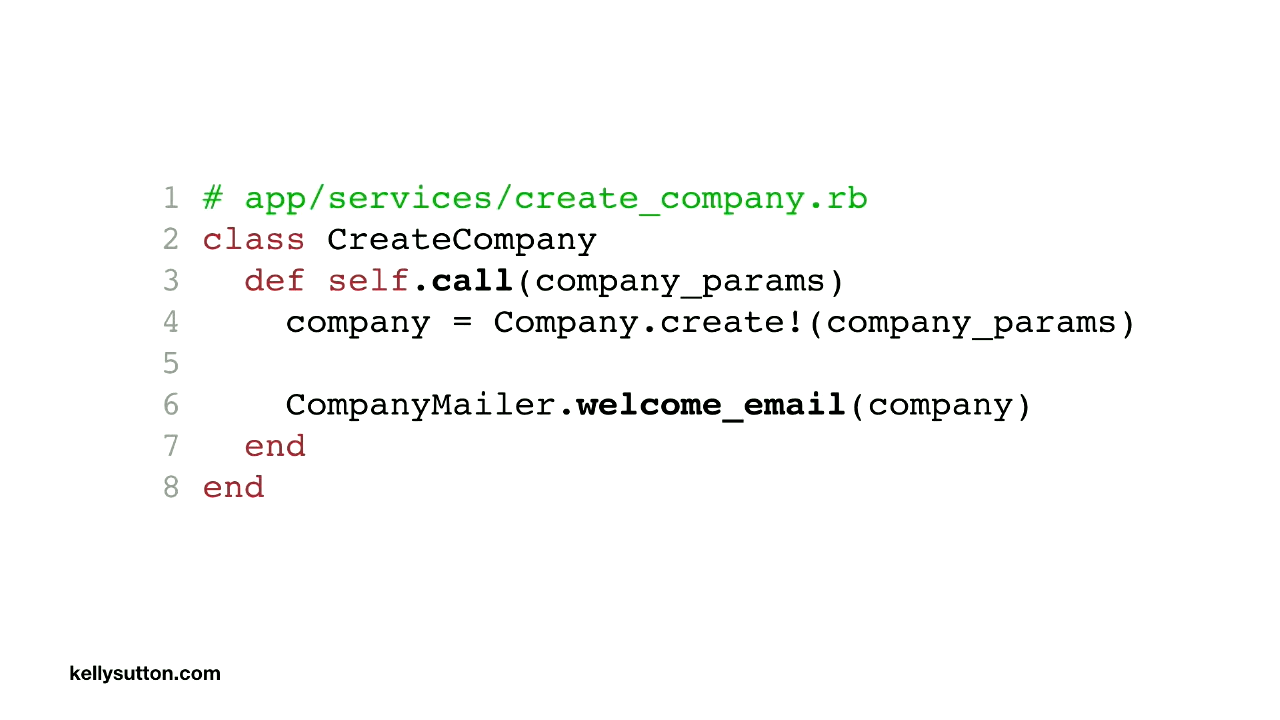 1 # app/services/create_company.rb
2 class CreateCompany
3   def self.call(company_params)
4     company = Company.create!(company_params)
5
6     CompanyMailer.welcome_email(company)
7   end
8 end
kellysutton.com